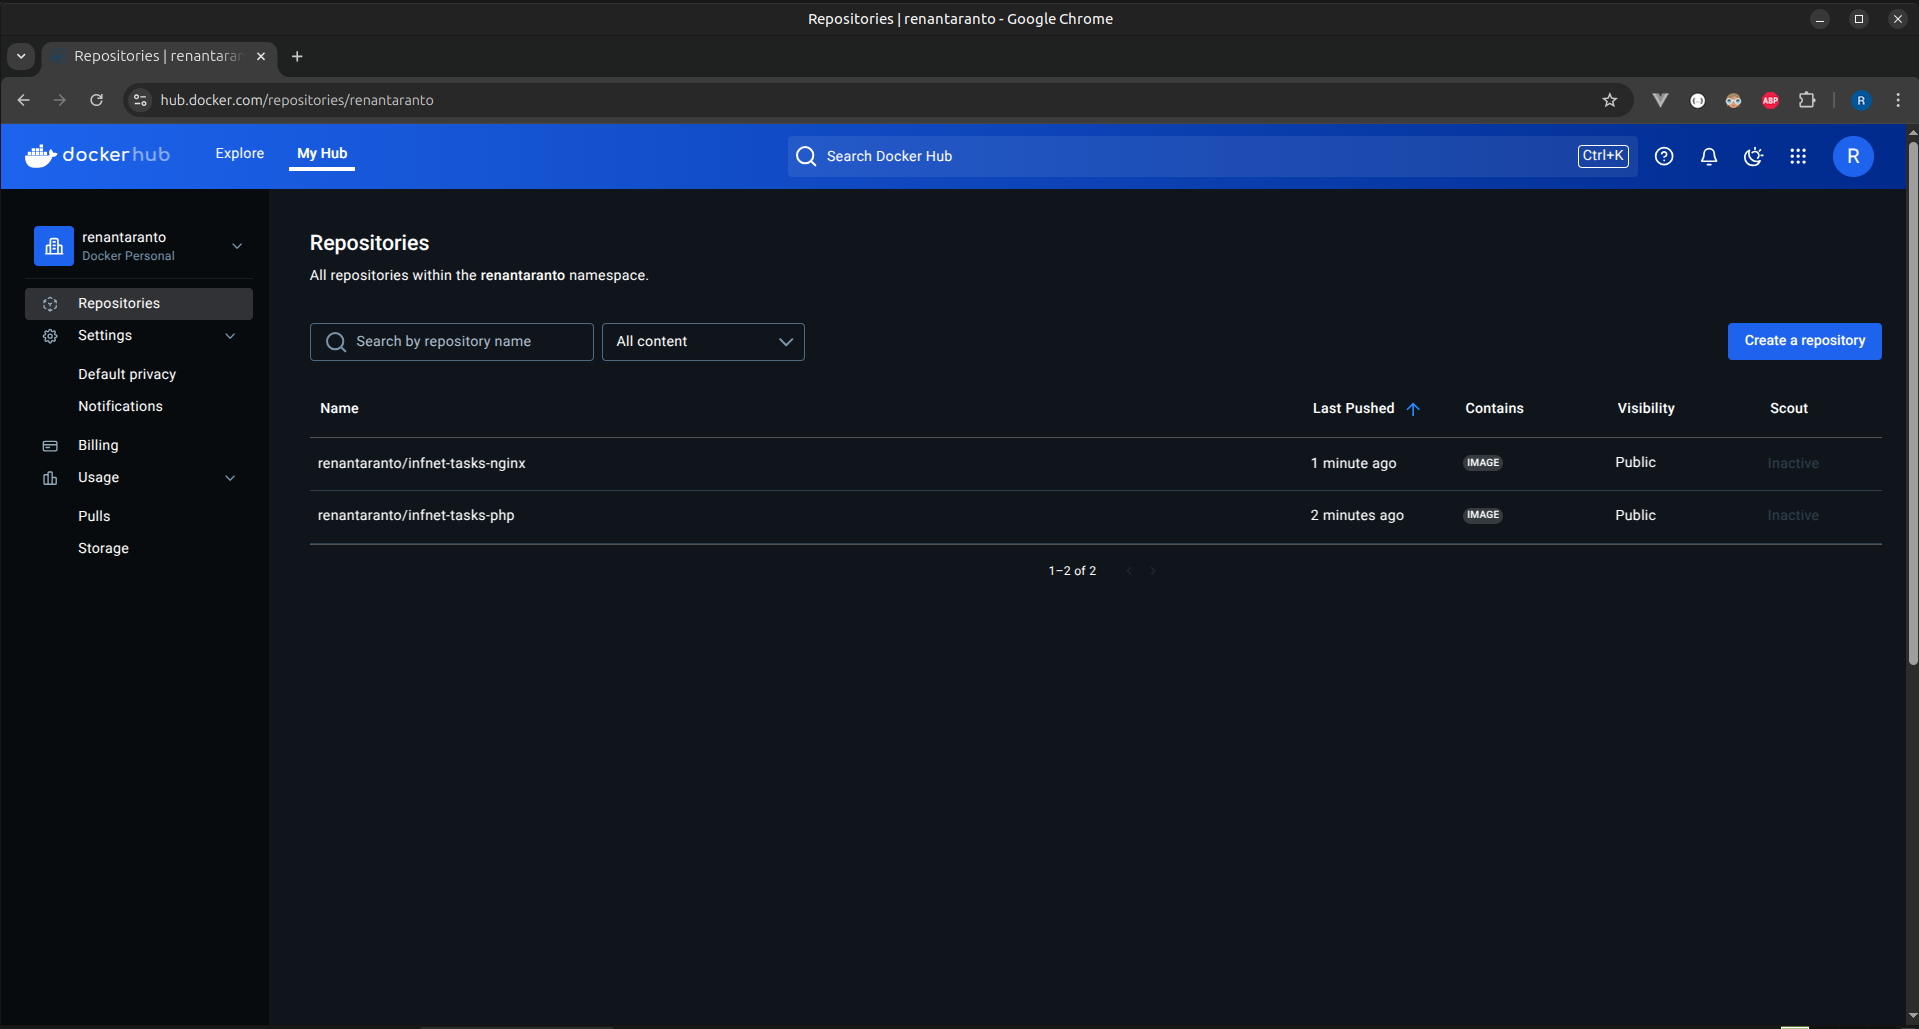 Repositories | renantaranto - Google Chrome
Repositories | renantarar
hub.docker.com/repositories/renantaranto
ABP
R
docker hub
Explore
My Hub
Search Docker Hub
Ctrl+K
R
renantaranto
Docker Personal
Repositories
Settings
Default privacy
Notifications
Billing
Usage
Pulls
Storage
Repositories
All repositories within the renantaranto namespace.
Search by repository name
All content
Create a repository
Name Last Pushed Contains Visibility Scout
renantaranto/infnet-tasks-nginx 1 minute ago IMAGE Public Inactive
renantaranto/infnet-tasks-php 2 minutes ago IMAGE Public Inactive
1–2 of 2